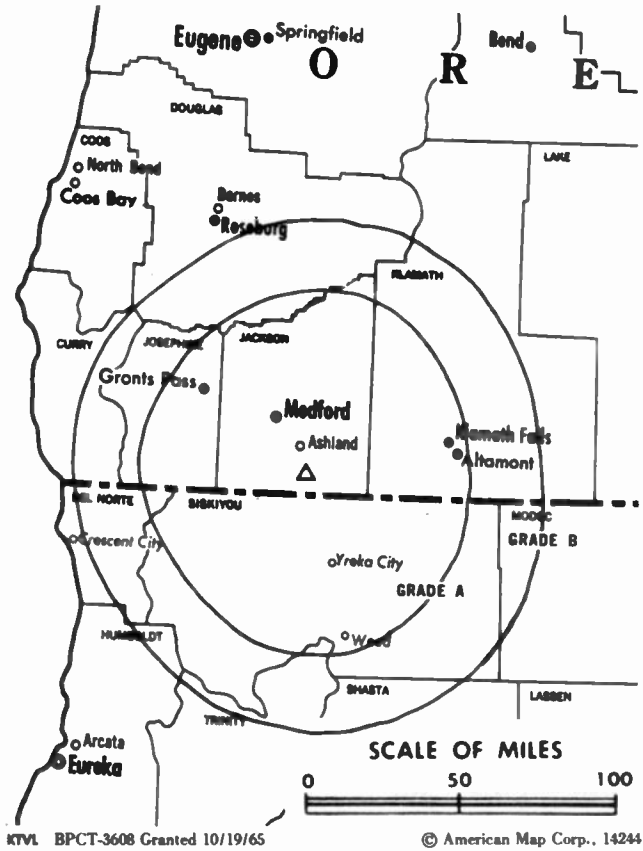 Eugene Springfield
Bend
O R E
DOUGLAS
COOS
LAKE
North Bend
Coos Bay
Bernes
Roseburg
KLAMATH
CURRY
JOSEPHINE
JACKSON
Gronts Pass
Medford
Ashland
Klamath Falls
Altamont
DEL NORTE
SISKIYOU
MODOC
GRADE B
Crescent City
Yreka City
GRADE A
HUMBOLDT
Weed
SHASTA
LASSEN
TRINITY
Arcata
Eureka
SCALE OF MILES
0 50 100
KTVL BPCT-3608 Granted 10/19/65
© American Map Corp., 14244